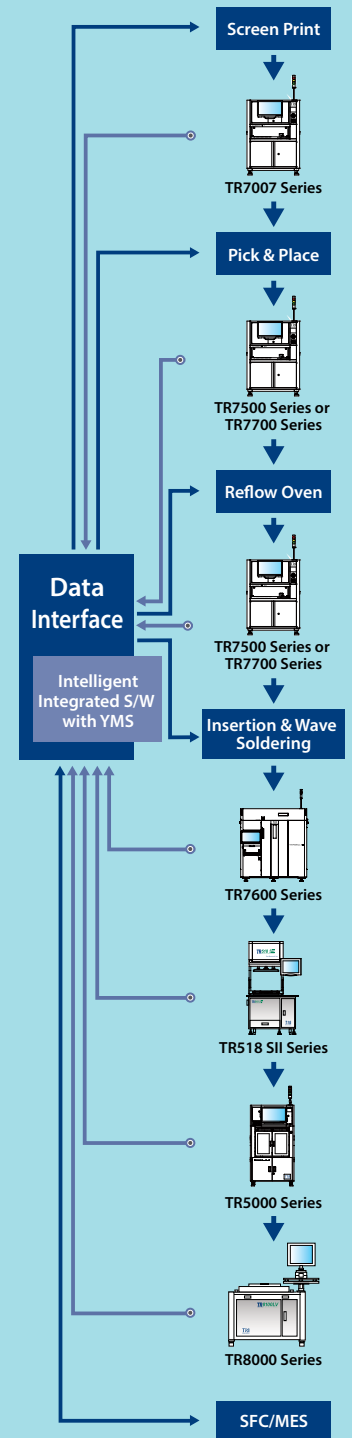 Screen Print
TR7007 Series
Pick & Place
TR7500 Series or
TR7700 Series
Reflow Oven
Data
Interface
Intelligent
Integrated S/W
with YMS
TR7500 Series or
TR7700 Series
Insertion & Wave
Soldering
TR7600 Series
TR518 SII Series
TR5000 Series
TR8100LV
TRI
TR8000 Series
SFC/MES